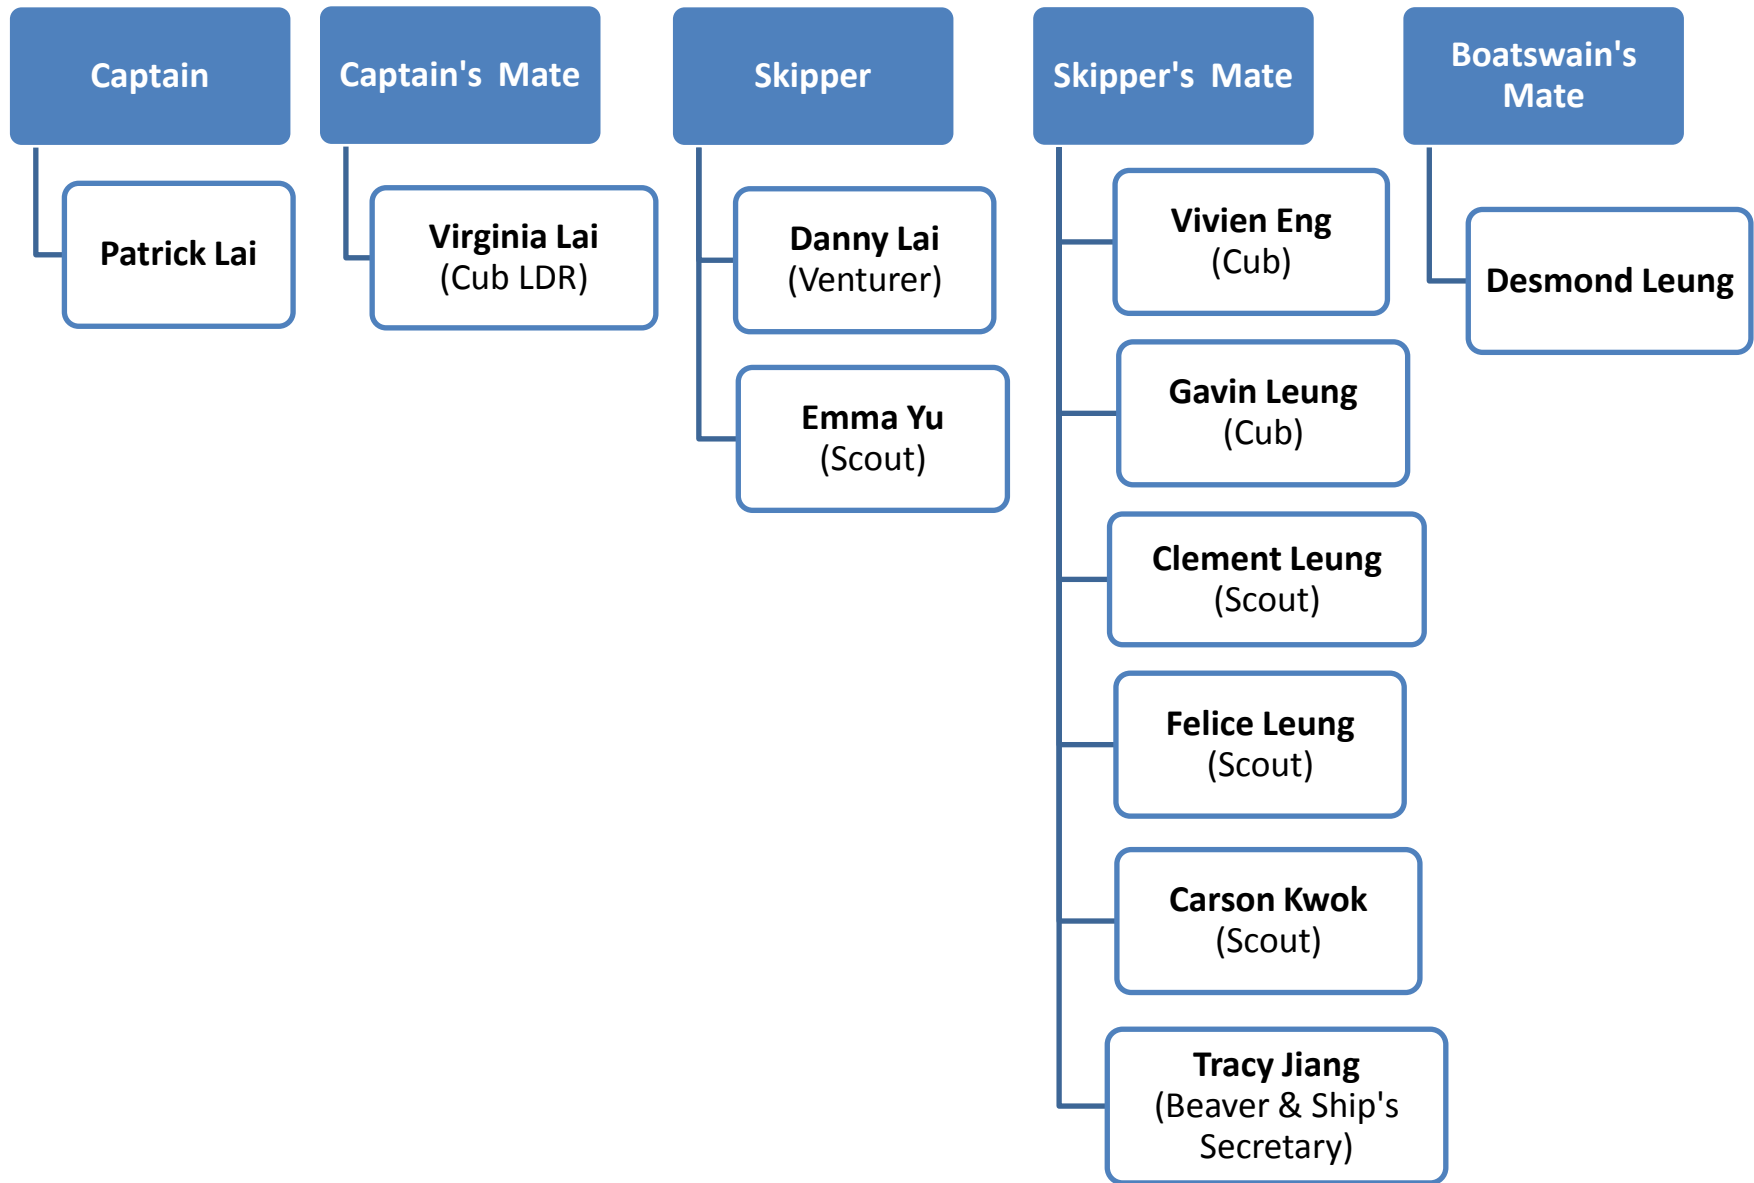 Captain
Patrick Lai
Captain's Mate
Virginia Lai
(Cub LDR)
Skipper
Danny Lai
(Venturer)
Emma Yu
(Scout)
Skipper's Mate
Vivien Eng
(Cub)
Gavin Leung
(Cub)
Clement Leung
(Scout)
Felice Leung
(Scout)
Carson Kwok
(Scout)
Tracy Jiang
(Beaver & Ship's
Secretary)
Boatswain's
Mate
Desmond Leung